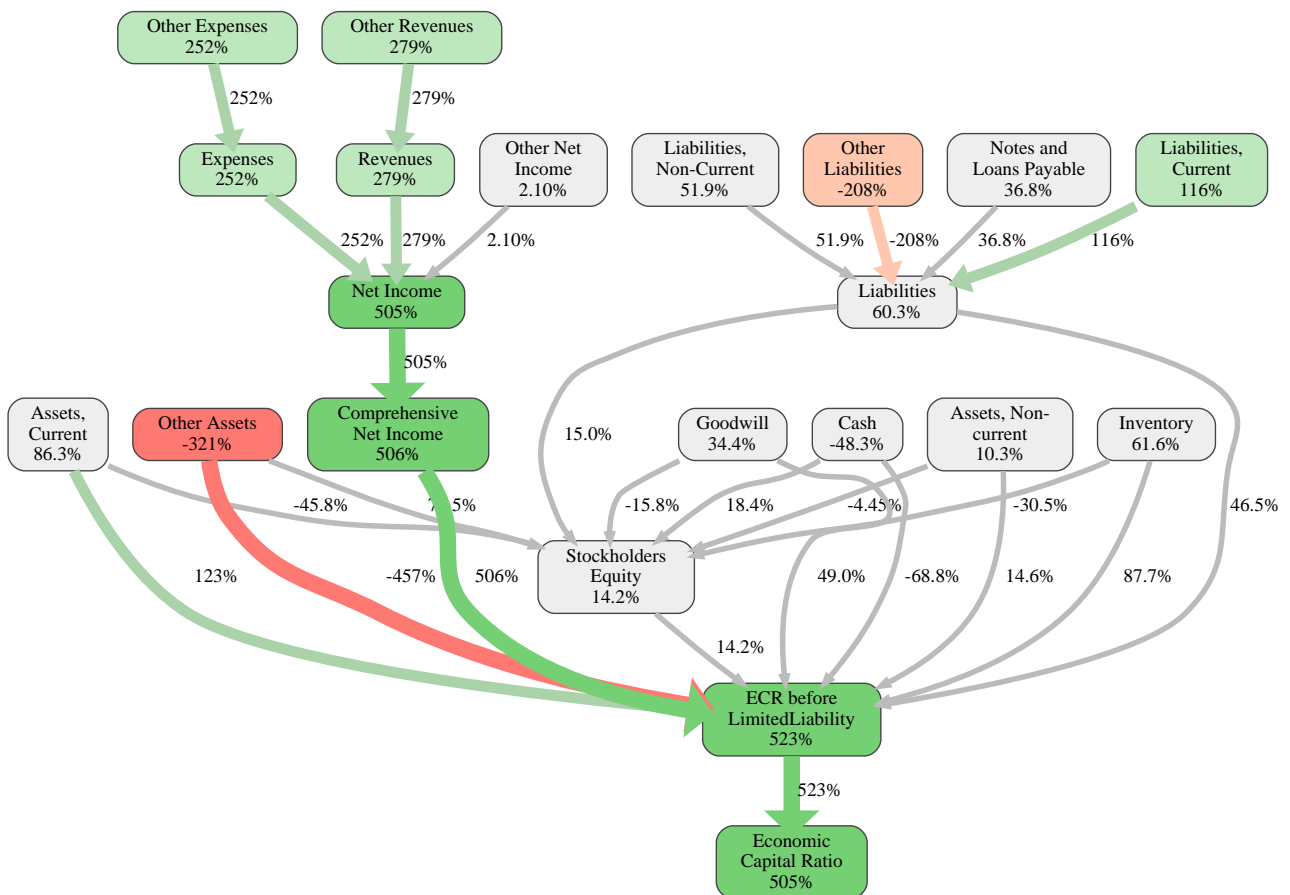 Other Expenses
252%
Other Revenues
279%
252%
279%
Expenses
252%
Revenues
279%
Other Net
Income
2.10%
Liabilities,
Non-Current
51.9%
Other
Liabilities
-208%
Notes and
Loans Payable
36.8%
Liabilities,
Current
116%
252%
279%
2.10%
51.9%
-208%
36.8%
116%
Net Income
505%
Liabilities
60.3%
505%
Assets,
Current
86.3%
Other Assets
-321%
Comprehensive
Net Income
506%
15.0%
Goodwill
34.4%
Cash
-48.3%
Assets, Non-
current
10.3%
Inventory
61.6%
46.5%
-45.8%
-15.8%
18.4%
-4.45%
-30.5%
Stockholders
Equity
14.2%
123%
-457%
506%
49.0%
-68.8%
14.6%
87.7%
14.2%
ECR before
LimitedLiability
523%
523%
Economic
Capital Ratio
505%